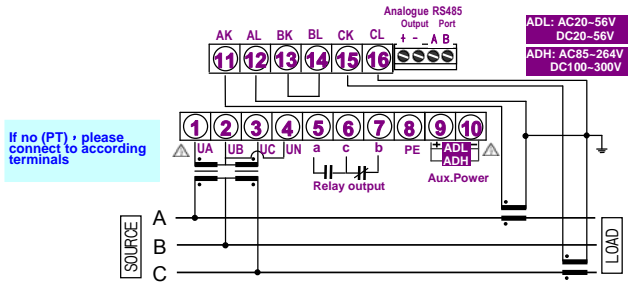 Analogue RS485
Output Port
AK AL BK BL CK CL + - _ A B
11 12 13 14 15 16
ADL: AC20~56V
DC20~56V
ADH: AC85~264V
DC100~300V
If no (PT)，please
connect to according
terminals
1 2 3 4 5 6 7 8 9 10
UA UB UC UN a c b PE + ADL -
ADH
Relay output
Aux.Power
SOURCE
A
B
C
LOAD